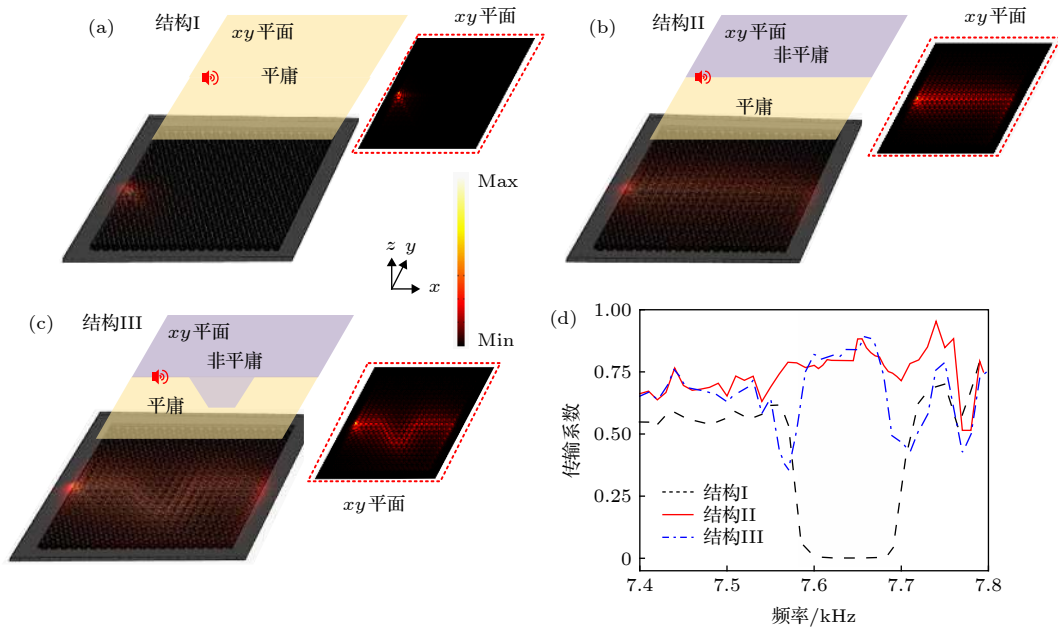 (a)
结构I
xy平面
平庸
xy平面
(b)
结构II
xy平面
非平庸
平庸
xy平面
Max
Min
z
y
x
(c)
结构III
xy平面
非平庸
平庸
xy平面
(d)
1.00
0.75
0.50
0.25
0
传输系数
结构I
结构II
结构III
7.4
7.5
7.6
7.7
7.8
频率/kHz